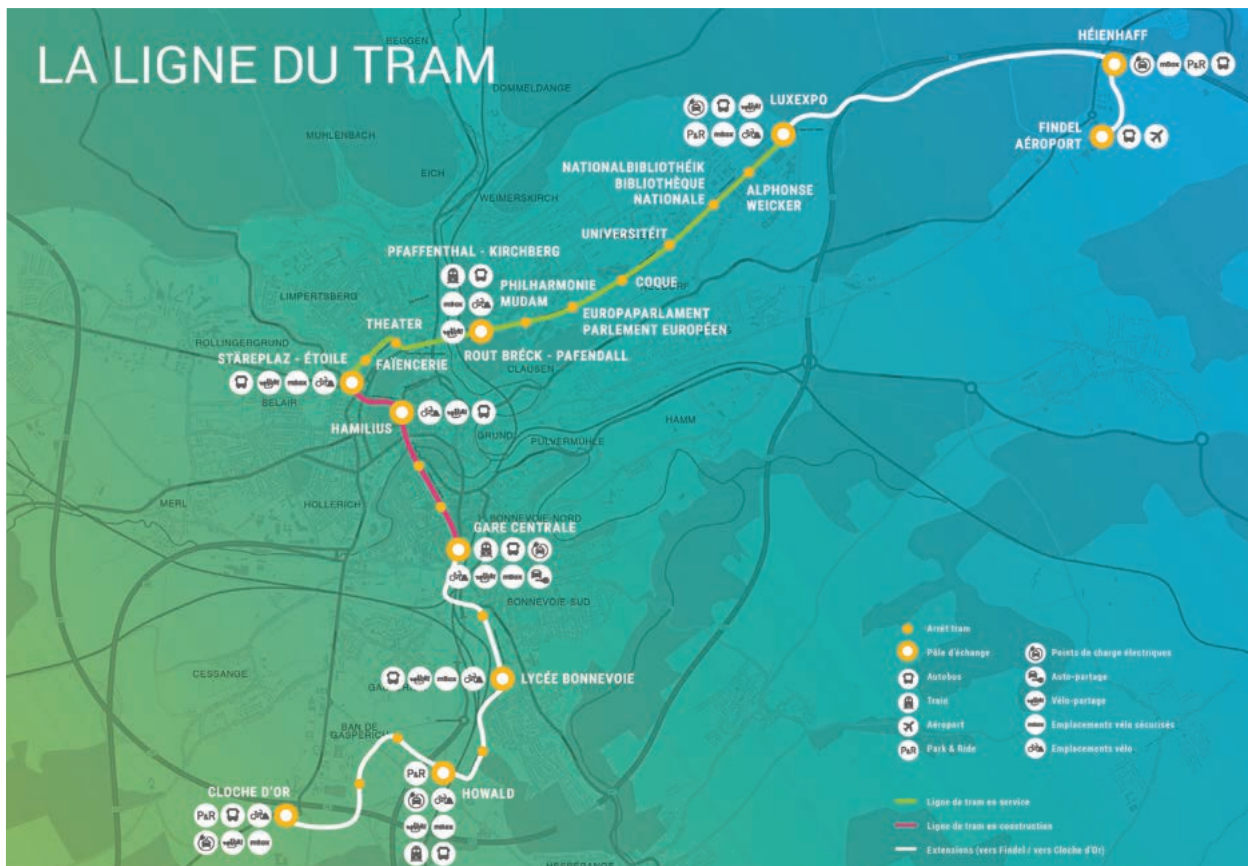 LA LIGNE DU TRAM
BEGGEN
DOMMELDANGE
MUHLENBACH
EICH
WEIMERSKIRCH
HÉIENHAFF
P&R
LUXEXPO
P&R
FINDEL
AÉROPORT
NATIONALBIBLIOTHÉIK
BIBLIOTHÈQUE
NATIONALE
ALPHONSE
WEICKER
UNIVERSITÉIT
PFAFFENTHAL - KIRCHBERG
COQUE
PHILHARMONIE
MUDAM
EUROPAPARLAMENT
PARLEMENT EUROPÉEN
LIMPERTSBERG
THEATER
ROUT BRÉCK - PAFENDALL
ROLLINGERGRUND
STÄREPLAZ - ÉTOILE
FAÏENCERIE
CLAUSEN
BELAIR
HAMILIUS
GRUND
PULVERMÜHLE
HAMM
MERL
HOLLERICH
BONNEVOIE-NORD
GARE CENTRALE
BONNEVOIE-SUD
CESSANGE
LYCÉE BONNEVOIE
BAN DE
GASPERICH
P&R
HOWALD
CLOCHE D'OR
P&R
HESPERANGE
Arrêt tram
Pôle d'échange
Autobus
Train
Aéroport
P&R Park & Ride
Points de charge électriques
Auto-partage
Vélo-partage
Emplacements vélo sécurisés
Emplacements vélo
Ligne de tram en service
Ligne de tram en construction
Extensions (vers Findel / vers Cloche d'Or)